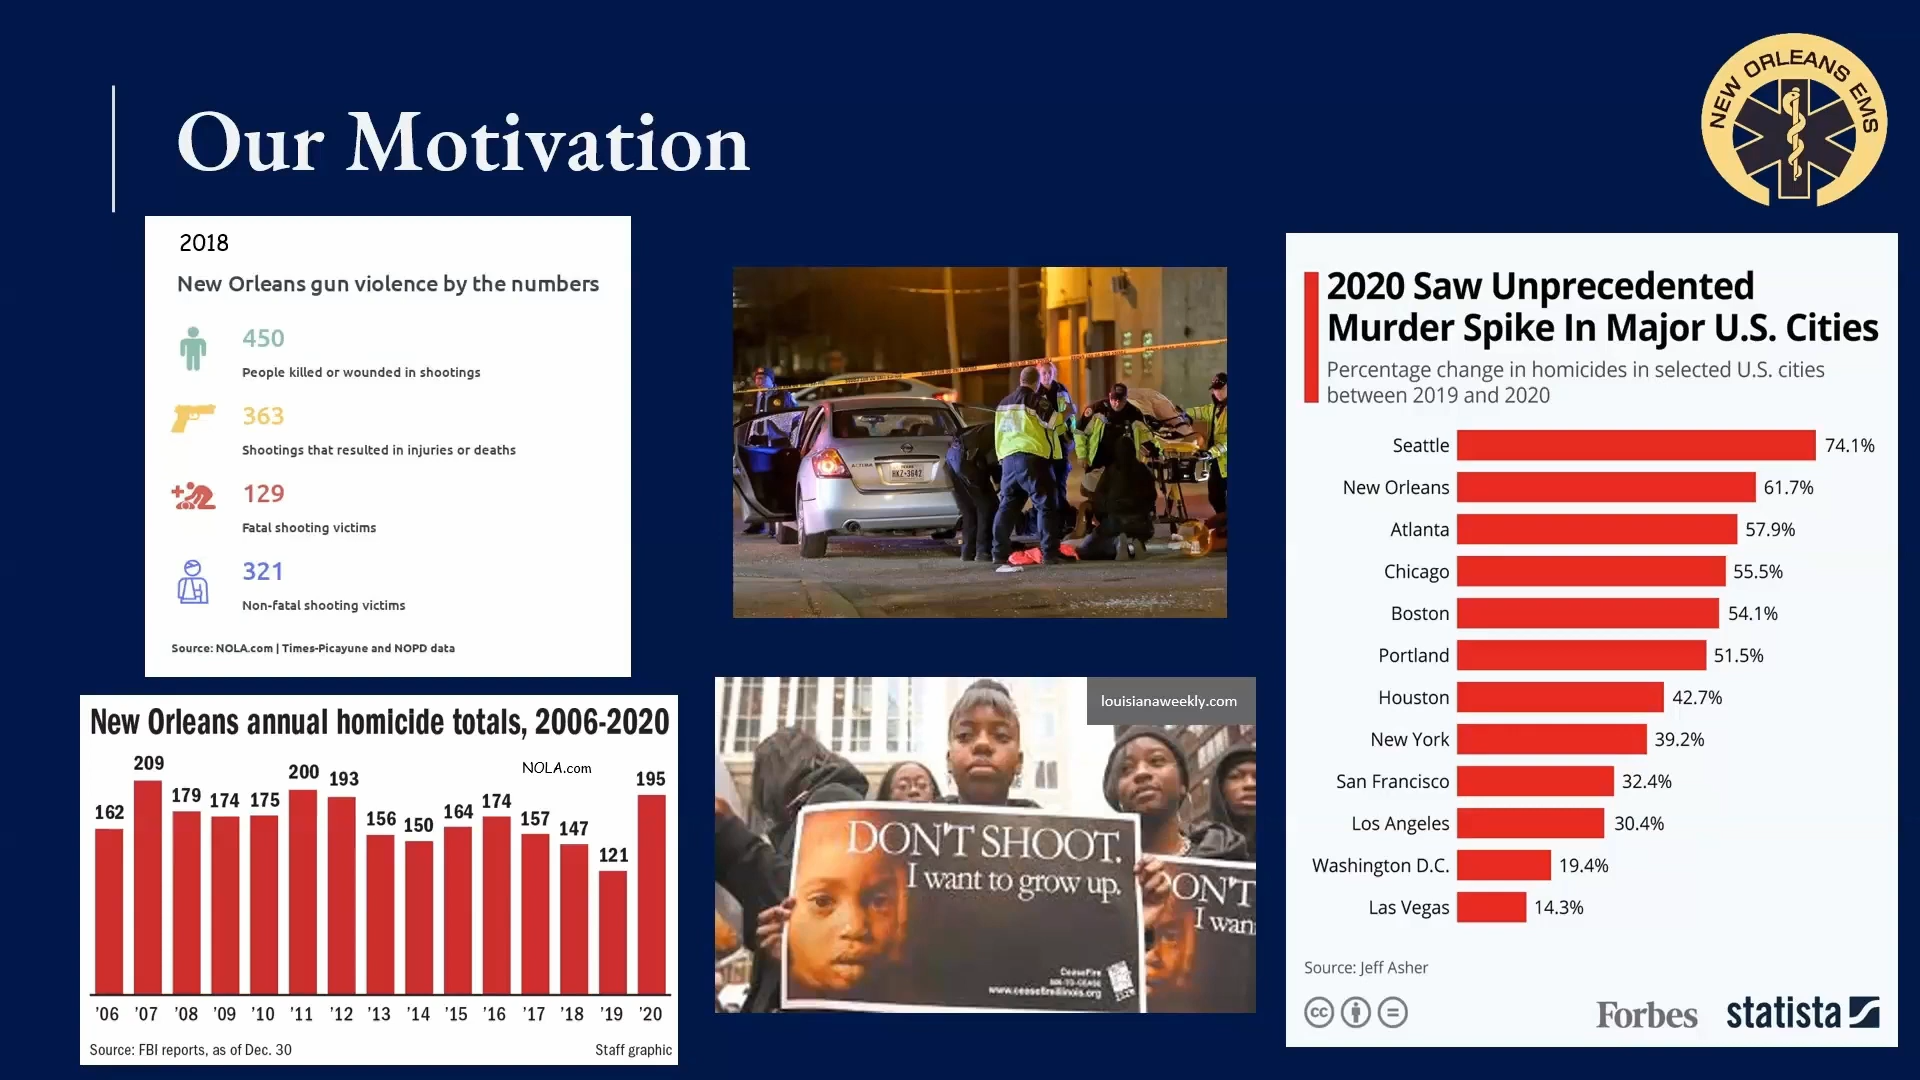 Our Motivation
NEW ORLEANS EMS
2018
New Orleans gun violence by the numbers
450
People killed or wounded in shootings
363
Shootings that resulted in injuries or deaths
129
Fatal shooting victims
321
Non-fatal shooting victims
Source: NOLA.com | Times-Picayune and NOPD data
New Orleans annual homicide totals, 2006-2020
NOLA.com
162 209 179 174 175 200 193 156 150 164 174 157 147 121 195
'06 '07 '08 '09 '10 '11 '12 '13 '14 '15 '16 '17 '18 '19 '20
Source: FBI reports, as of Dec. 30 Staff graphic
ALTIMA
louisianaweekly.com
DON'T SHOOT.
I want to grow up.
CeaseFire
www.ceasefireillinois.org
ON'T
I wan
2020 Saw Unprecedented
Murder Spike In Major U.S. Cities
Percentage change in homicides in selected U.S. cities
between 2019 and 2020
Seattle 74.1%
New Orleans 61.7%
Atlanta 57.9%
Chicago 55.5%
Boston 54.1%
Portland 51.5%
Houston 42.7%
New York 39.2%
San Francisco 32.4%
Los Angeles 30.4%
Washington D.C. 19.4%
Las Vegas 14.3%
Source: Jeff Asher
cc
Forbes statista